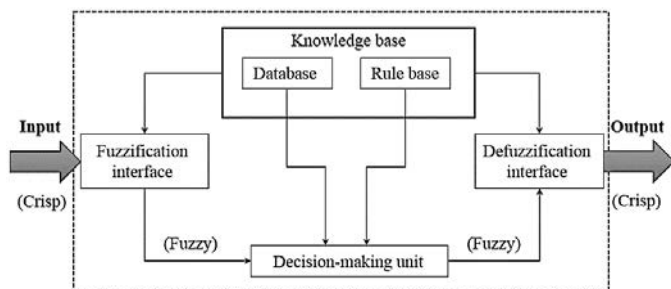 Knowledge base
Database
Rule base
Input
Output
Fuzzification
interface
Defuzzification
interface
(Crisp)
(Crisp)
(Fuzzy)
(Fuzzy)
Decision-making unit